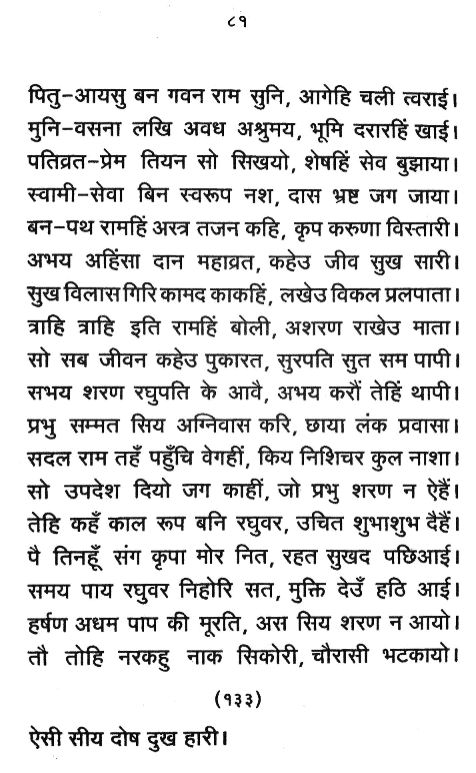 ८१
पितु-आयसु बन गवन राम सुनि, आगेहि चली त्वराई।
मुनि-वसना लखि अवध अश्रुमय, भूमि दरारहिं खाई।
पतिव्रत-प्रेम तियन सो सिखयो, शेषहिं सेव बुझाया।
स्वामी-सेवा बिन स्वरूप नश, दास भ्रष्ट जग जाया।
बन-पथ रामहिं अस्त्र तजन कहि, कृप करुणा विस्तारी।
अभय अहिंसा दान महाव्रत, कहेउ जीव सुख सारी।
सुख विलास गिरि कामद काकहिं, लखेउ विकल प्रलपाता।
त्राहि त्राहि इति रामहिं बोली, अशरण राखेउ माता।
सो सब जीवन कहेउ पुकारत, सुरपति सुत सम पापी।
सभय शरण रघुपति के आवै, अभय करौं तेहिं थापी।
प्रभु सम्मत सिय अग्निवास करि, छाया लंक प्रवासा।
सदल राम तहँ पहुँचि वेगहीं, किय निशिचर कुल नाशा।
सो उपदेश दियो जग काहीं, जो प्रभु शरण न ऐहैं।
तेहि कहँ काल रूप बनि रघुवर, उचित शुभाशुभ दैहैं।
पै तिनहूँ संग कृपा मोर नित, रहत सुखद पछिआई।
समय पाय रघुवर निहोरि सत, मुक्ति देउँ हठि आई।
हर्षण अधम पाप की मूरति, अस सिय शरण न आयो।
तौ तोहि नरकहु नाक सिकोरी, चौरासी भटकायो।
(१३३)
ऐसी सीय दोष दुख हारी।